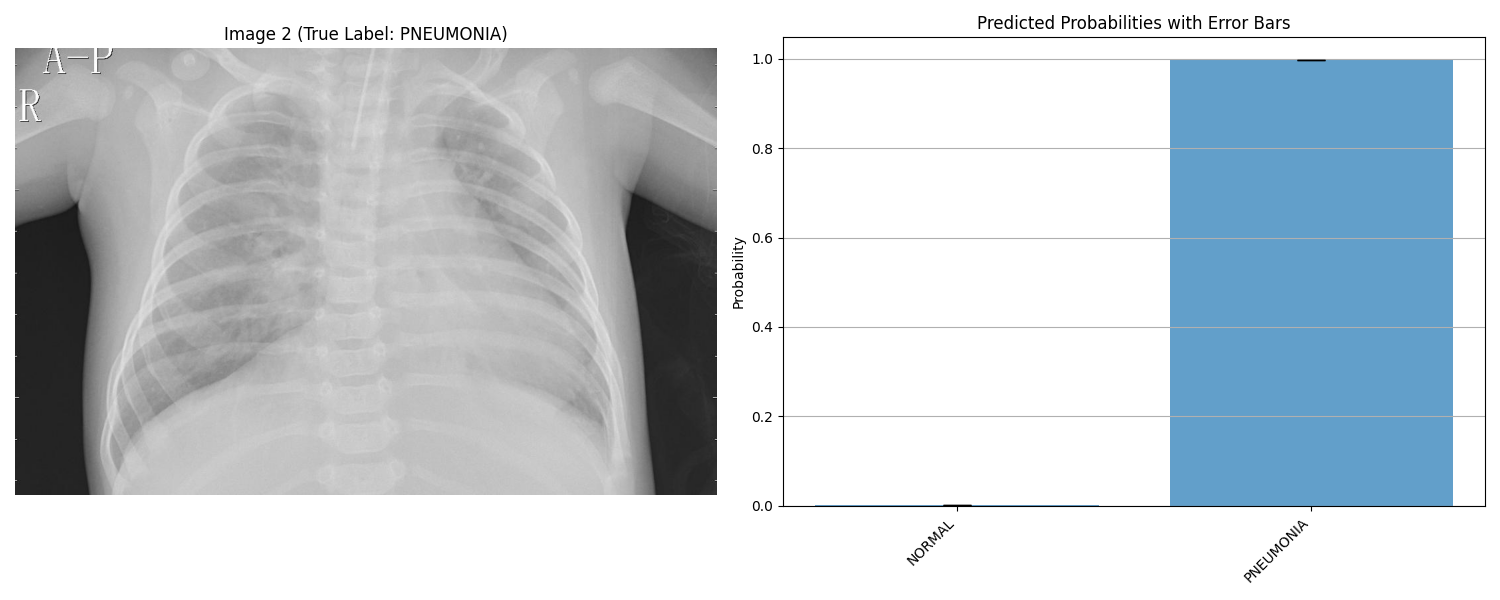 Image 2 (True Label: PNEUMONIA)
A-P
R
Predicted Probabilities with Error Bars
Probability
1.0
0.8
0.6
0.4
0.2
0.0
NORMAL
PNEUMONIA